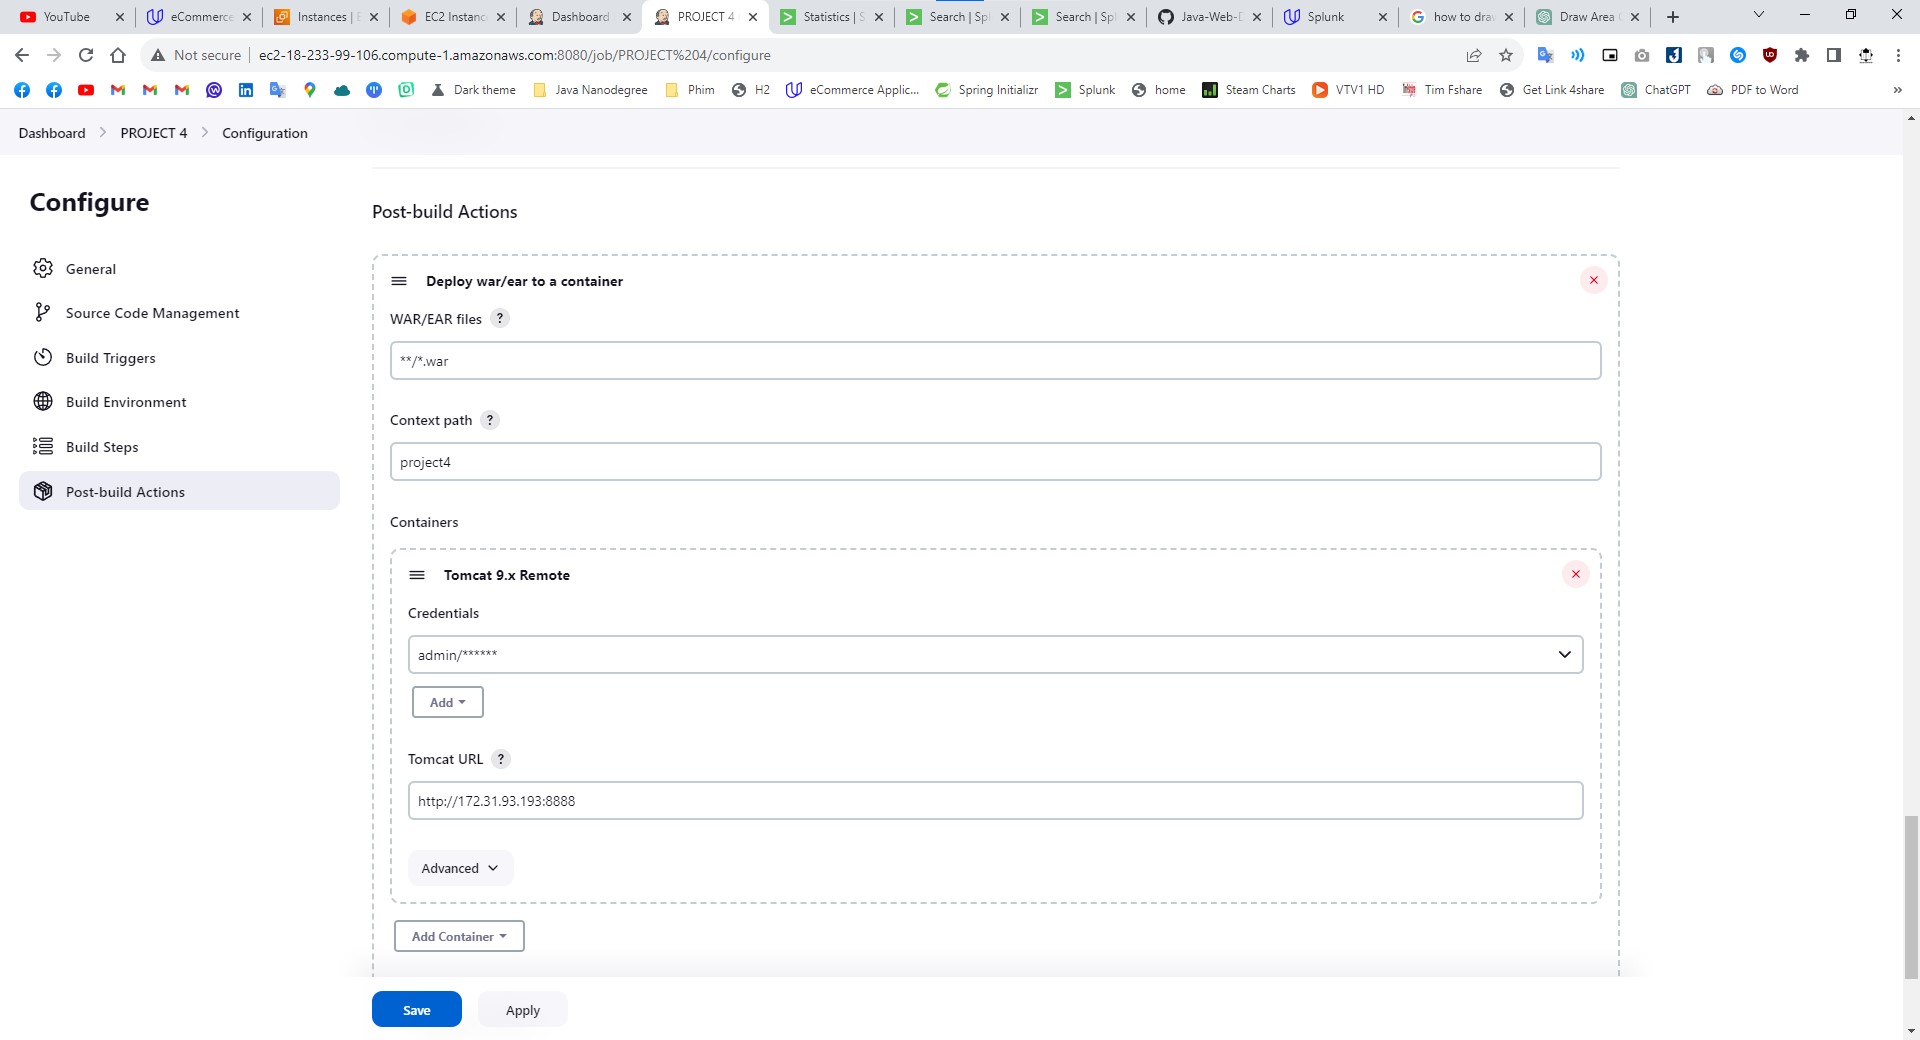 YouTube
eCommerce
Instances | E
EC2 Instanc
Dashboard
PROJECT 4
Statistics | S
Search | Spl
Search | Spl
Java-Web-D
Splunk
how to draw
Draw Area C
Not secure
ec2-18-233-99-106.compute-1.amazonaws.com:8080/job/PROJECT%204/configure
Dark theme
Java Nanodegree
Phim
H2
eCommerce Applic...
Spring Initializr
Splunk
home
Steam Charts
VTV1 HD
Tim Fshare
Get Link 4share
ChatGPT
PDF to Word
Dashboard > PROJECT 4 > Configuration
Configure
General
Source Code Management
Build Triggers
Build Environment
Build Steps
Post-build Actions
Post-build Actions
Deploy war/ear to a container
WAR/EAR files ?
**/*.war
Context path ?
project4
Containers
Tomcat 9.x Remote
Credentials
admin/******
Add
Tomcat URL ?
http://172.31.93.193:8888
Advanced
Add Container
Save
Apply